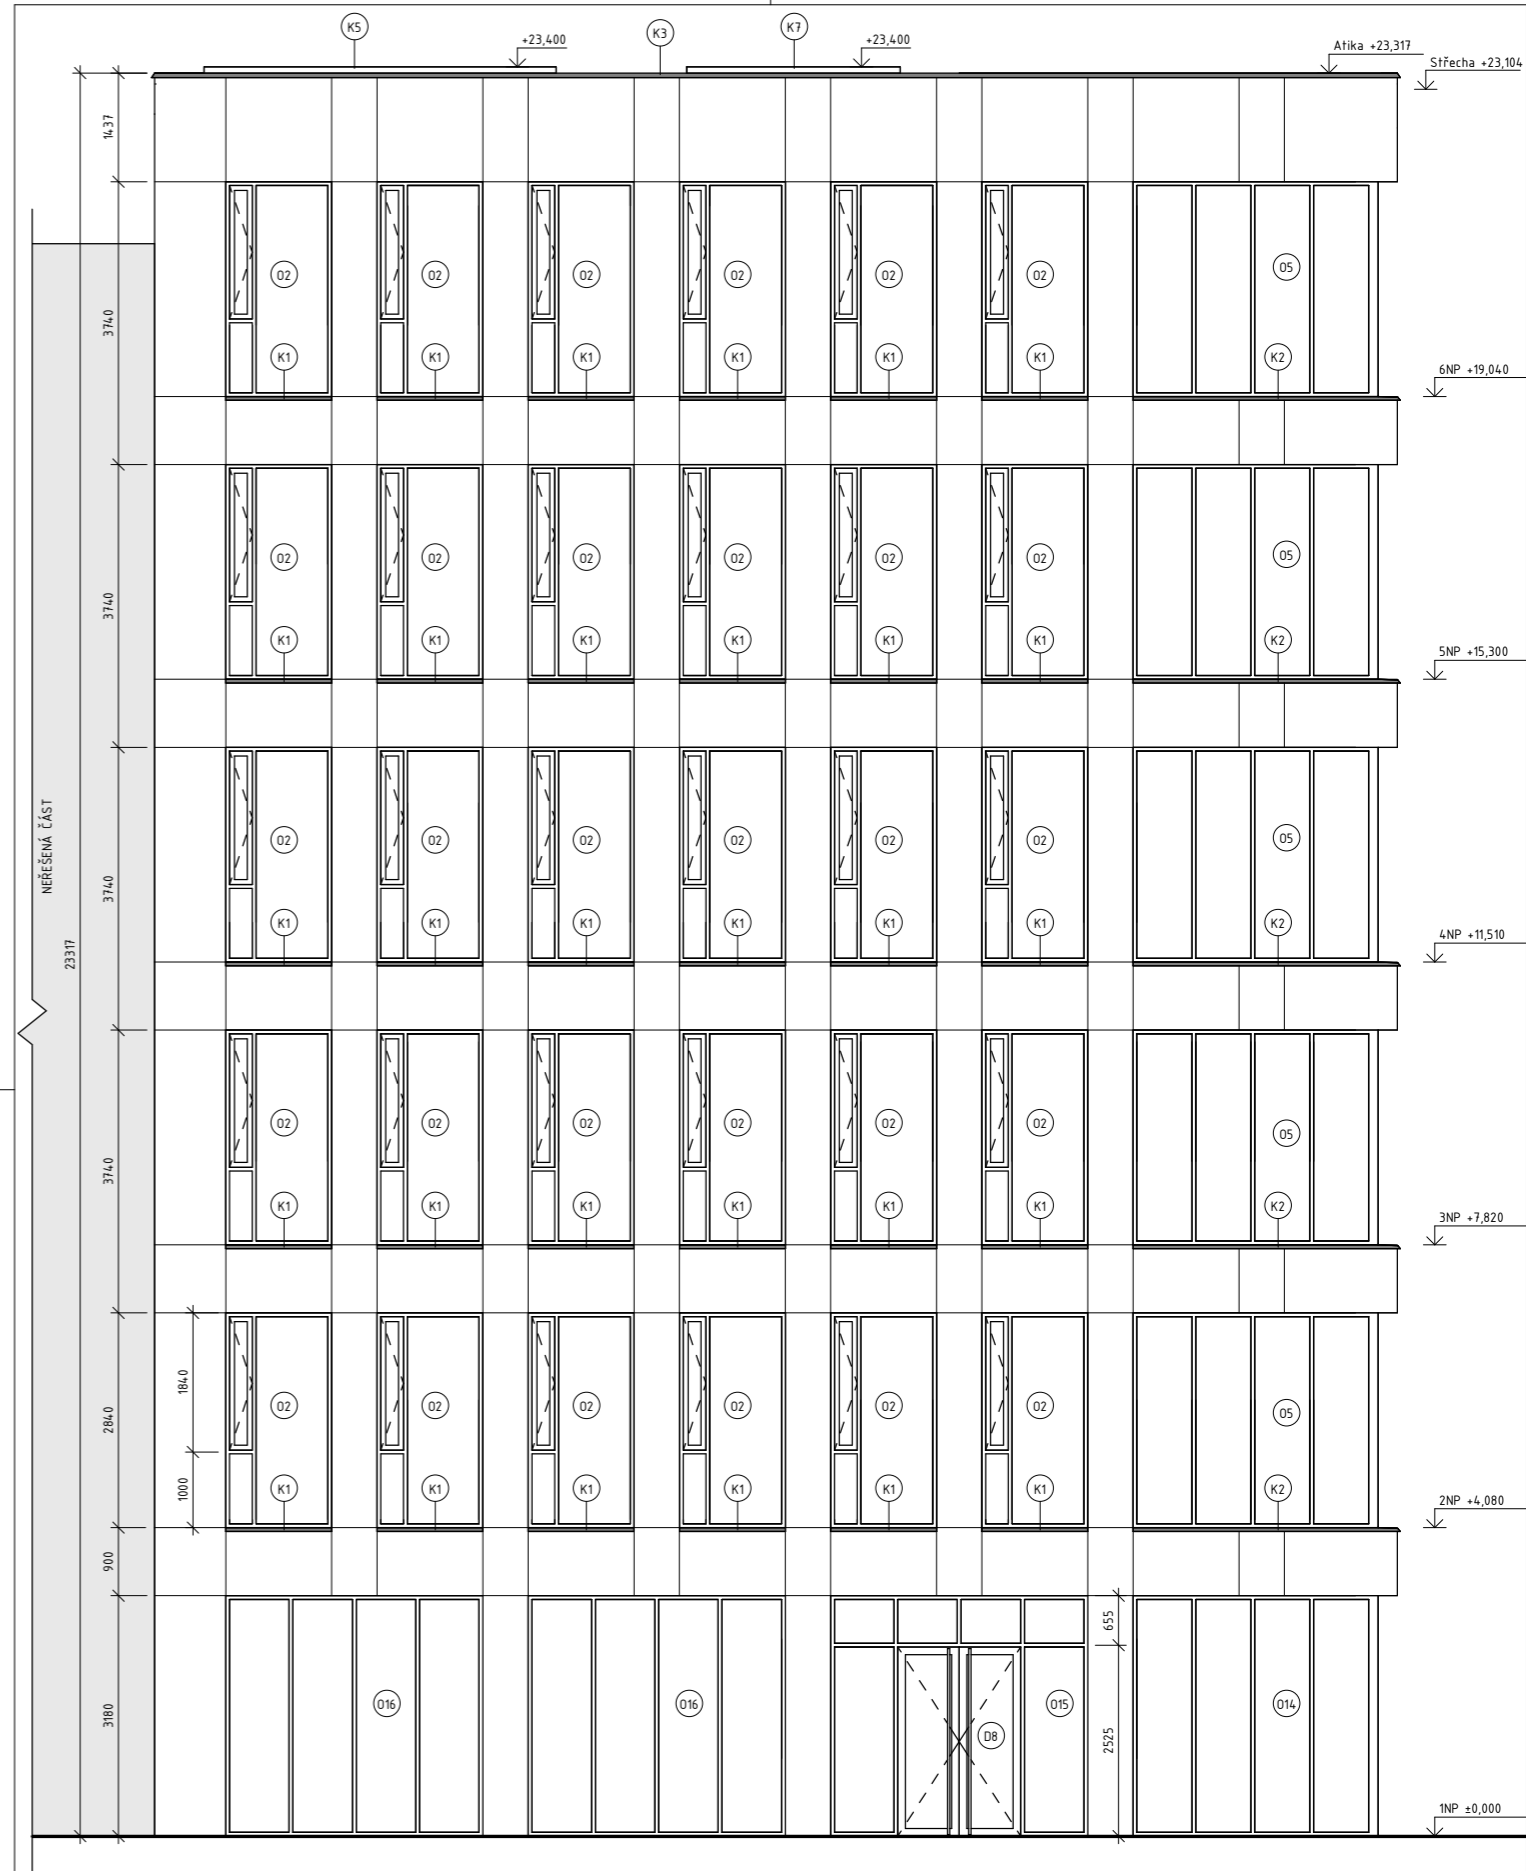 K5
K3
K7
+23,400
+23,400
Atika +23,317
Střecha +23,104
1437
3740
O2 O2 O2 O2 O2 O2 O5
K1 K1 K1 K1 K1 K1 K2
6NP +19,040
3740
O2 O2 O2 O2 O2 O2 O5
K1 K1 K1 K1 K1 K1 K2
5NP +15,300
NEŘEŠENÁ ČÁST
23317
3740
O2 O2 O2 O2 O2 O2 O5
K1 K1 K1 K1 K1 K1 K2
4NP +11,510
3740
O2 O2 O2 O2 O2 O2 O5
K1 K1 K1 K1 K1 K1 K2
3NP +7,820
2840
1840
1000
O2 O2 O2 O2 O2 O2 O5
K1 K1 K1 K1 K1 K1 K2
2NP +4,080
900
655
3180
2525
O16 O16 O15 O14
D8
1NP ±0,000